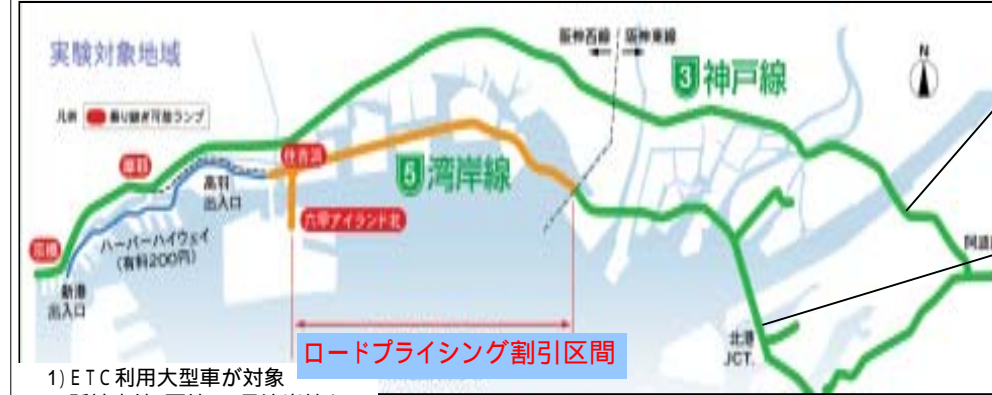 実験対象地域
凡例 乗り継ぎ可能ランプ
阪神西線 阪神東線
N
3 神戸線
5 湾岸線
摩耶
京橋
住吉浜
六甲アイランド北
高羽
出入口
ハーバーハイウェイ
(有料200円)
新港
出入口
北港
JCT.
ロードプライシング割引区間
1) ETC利用大型車が対象